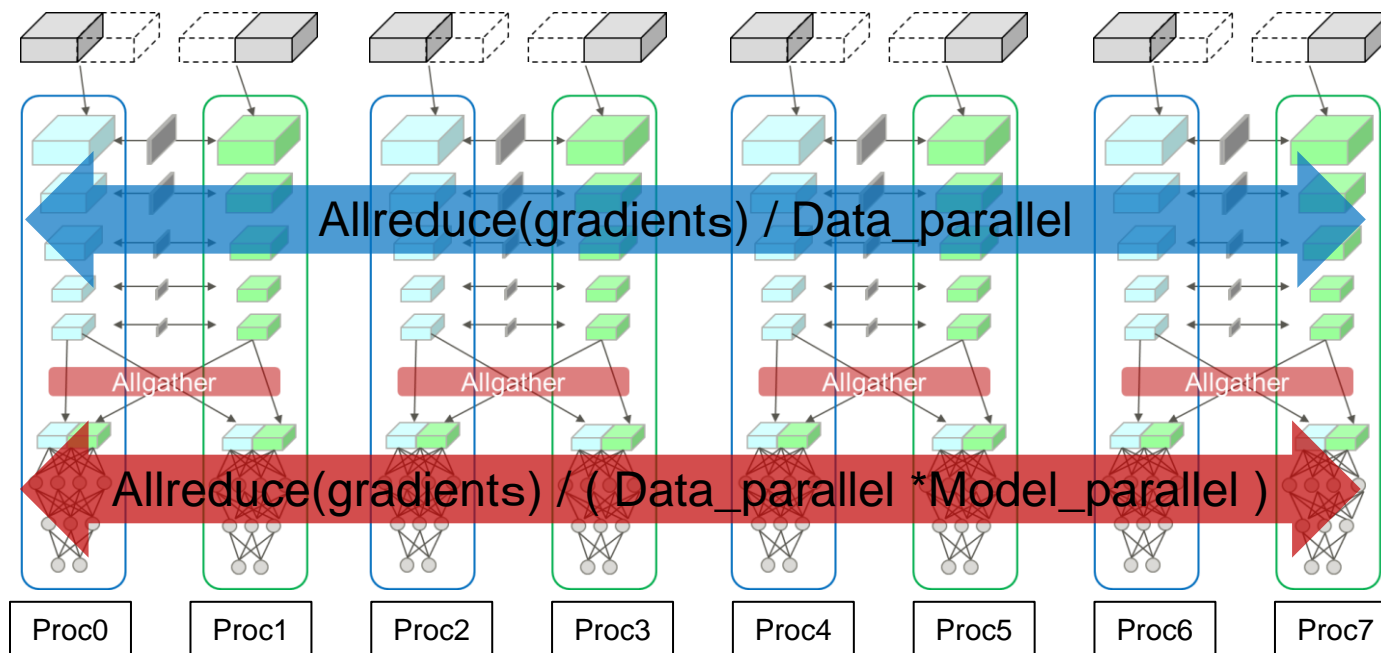 Allreduce(gradients) / Data_parallel
Allgather
Allgather
Allgather
Allgather
Allreduce(gradients) / ( Data_parallel *Model_parallel )
Proc0
Proc1
Proc2
Proc3
Proc4
Proc5
Proc6
Proc7